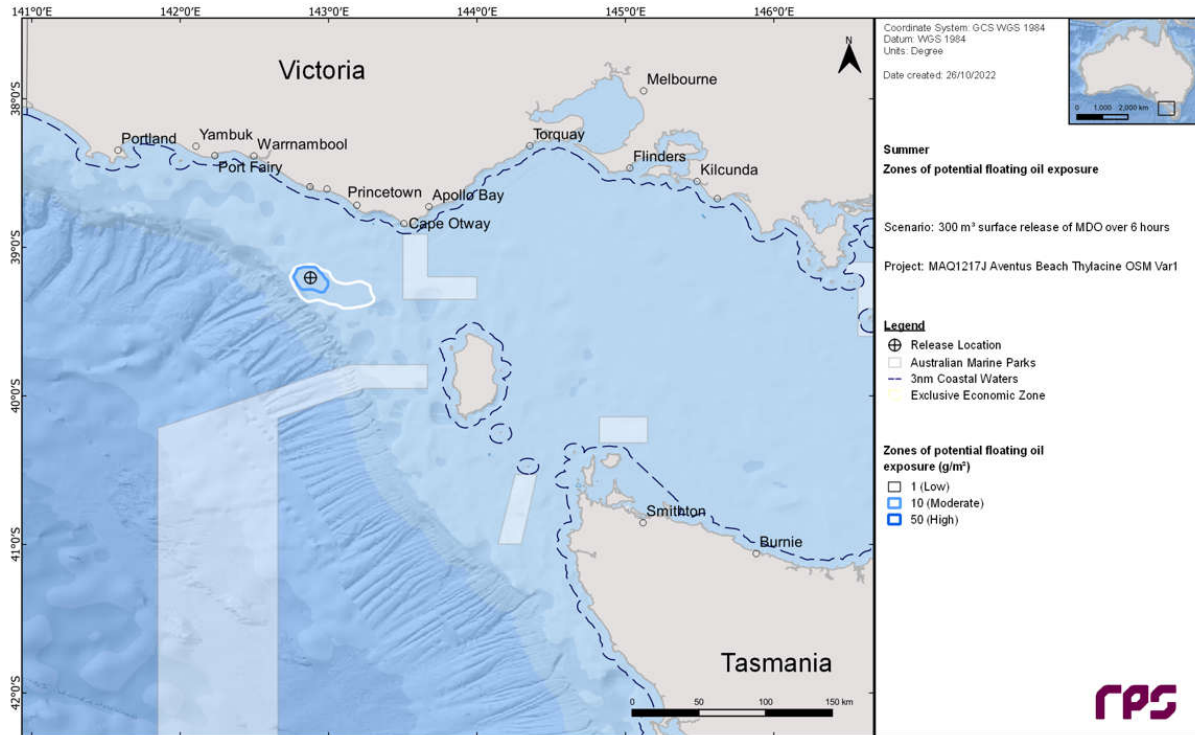 141°0'E 142°0'E 143°0'E 144°0'E 145°0'E 146°0'E
38°0'S
39°0'S
40°0'S
41°0'S
42°0'S
Victoria
N
Melbourne
Portland
Yambuk
Port Fairy
Warrnambool
Princetown
Apollo Bay
Cape Otway
Torquay
Flinders
Kilcunda
Smithton
Burnie
Tasmania
0 50 100 150 km
Coordinate System: GCS WGS 1984
Datum: WGS 1984
Units: Degree
Date created: 26/10/2022
0 1,000 2,000 km
Summer
Zones of potential floating oil exposure
Scenario: 300 m³ surface release of MDO over 6 hours
Project: MAQ1217J Aventus Beach Thylacine OSM Var1
Legend
Release Location
Australian Marine Parks
3nm Coastal Waters
Exclusive Economic Zone
Zones of potential floating oil
exposure (g/m²)
1 (Low)
10 (Moderate)
50 (High)
rps